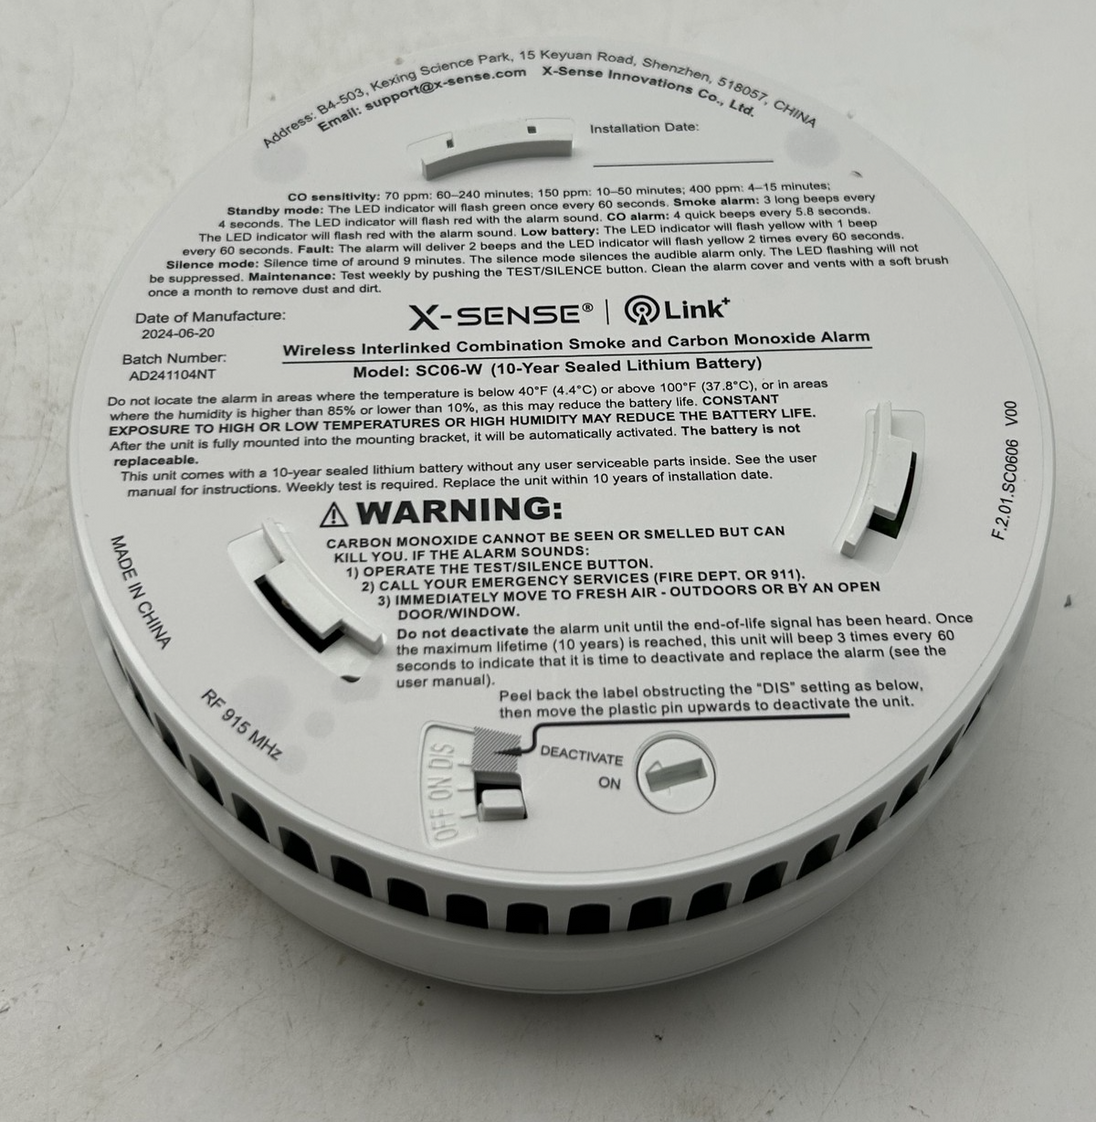 Address: B4-503, Kexing Science Park, 15 Keyuan Road, Shenzhen, 518057, CHINA
Email: support@x-sense.com X-Sense Innovations Co., Ltd.
Installation Date:
CO sensitivity: 70 ppm: 60–240 minutes; 150 ppm: 10–50 minutes; 400 ppm: 4–15 minutes;
Standby mode: The LED indicator will flash green once every 60 seconds. Smoke alarm: 3 long beeps every
4 seconds. The LED indicator will flash red with the alarm sound. CO alarm: 4 quick beeps every 5.8 seconds.
The LED indicator will flash red with the alarm sound. Low battery: The LED indicator will flash yellow with 1 beep
every 60 seconds. Fault: The alarm will deliver 2 beeps and the LED indicator will flash yellow 2 times every 60 seconds.
Silence mode: Silence time of around 9 minutes. The silence mode silences the audible alarm only. The LED flashing will not
be suppressed. Maintenance: Test weekly by pushing the TEST/SILENCE button. Clean the alarm cover and vents with a soft brush
once a month to remove dust and dirt.
X-SENSE® | Link+
Date of Manufacture:
2024-06-20
Batch Number:
AD241104NT
Wireless Interlinked Combination Smoke and Carbon Monoxide Alarm
Model: SC06-W (10-Year Sealed Lithium Battery)
Do not locate the alarm in areas where the temperature is below 40°F (4.4°C) or above 100°F (37.8°C), or in areas
where the humidity is higher than 85% or lower than 10%, as this may reduce the battery life. CONSTANT
EXPOSURE TO HIGH OR LOW TEMPERATURES OR HIGH HUMIDITY MAY REDUCE THE BATTERY LIFE.
After the unit is fully mounted into the mounting bracket, it will be automatically activated. The battery is not
replaceable.
This unit comes with a 10-year sealed lithium battery without any user serviceable parts inside. See the user
manual for instructions. Weekly test is required. Replace the unit within 10 years of installation date.
WARNING:
CARBON MONOXIDE CANNOT BE SEEN OR SMELLED BUT CAN
KILL YOU. IF THE ALARM SOUNDS:
1) OPERATE THE TEST/SILENCE BUTTON.
2) CALL YOUR EMERGENCY SERVICES (FIRE DEPT. OR 911).
3) IMMEDIATELY MOVE TO FRESH AIR - OUTDOORS OR BY AN OPEN
DOOR/WINDOW.
Do not deactivate the alarm unit until the end-of-life signal has been heard. Once
the maximum lifetime (10 years) is reached, this unit will beep 3 times every 60
seconds to indicate that it is time to deactivate and replace the alarm (see the
user manual).
Peel back the label obstructing the "DIS" setting as below,
then move the plastic pin upwards to deactivate the unit.
DEACTIVATE
ON
OFF ON DIS
MADE IN CHINA
RF 915 MHz
F.2.01.SC0606 V00